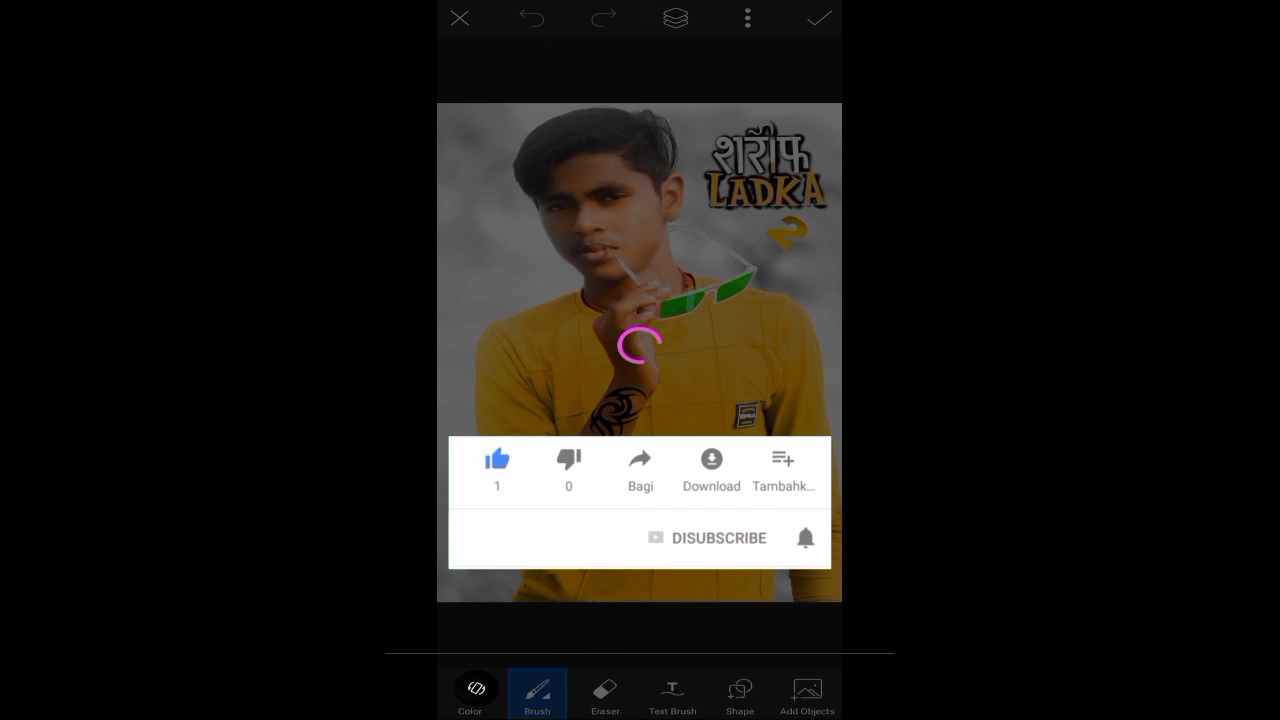 शरीफ
LADKA
2
1
0
Bagi
Download
Tambahk...
DISUBSCRIBE
Color
Brush
Eraser
Text Brush
Shape
Add Objects